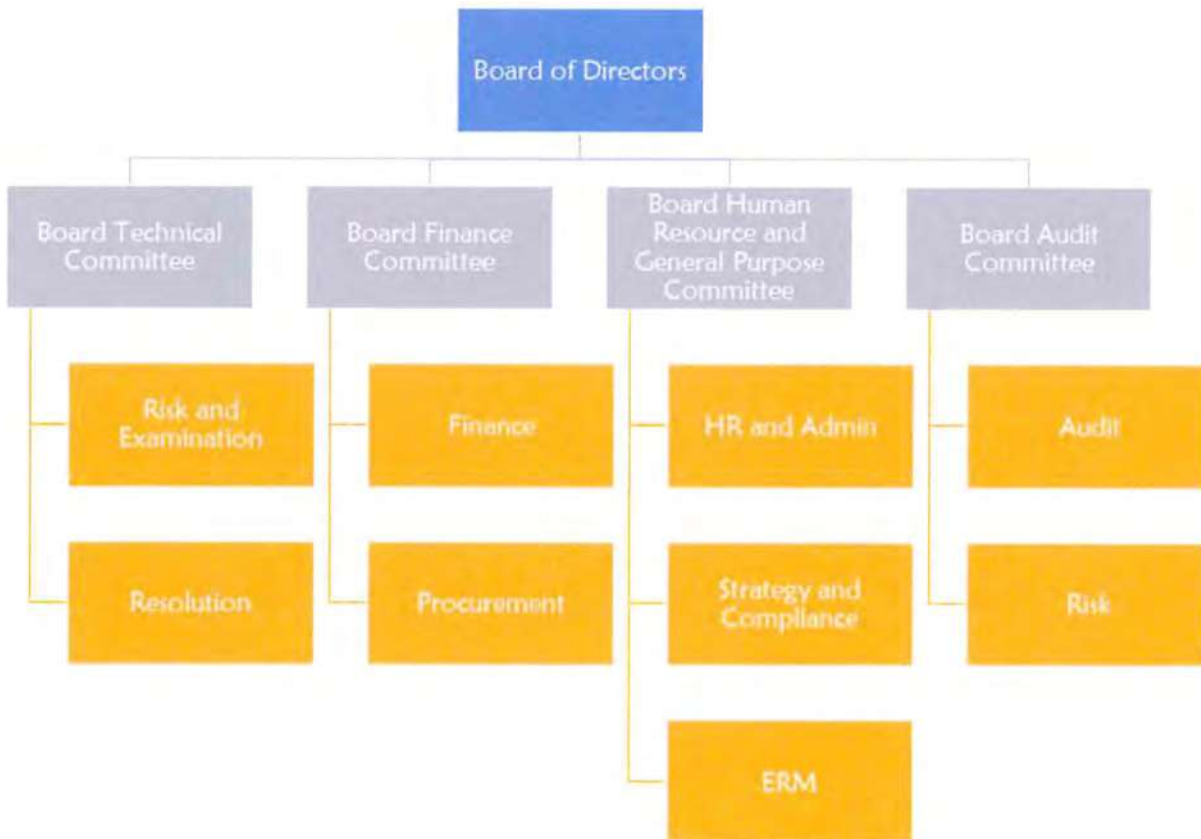 Board of Directors
Board Technical
Committee
Board Finance
Committee
Board Human
Resource and
General Purpose
Committee
Board Audit
Committee
Risk and
Examination
Finance
HR and Admin
Audit
Resolution
Procurement
Strategy and
Compliance
Risk
ERM